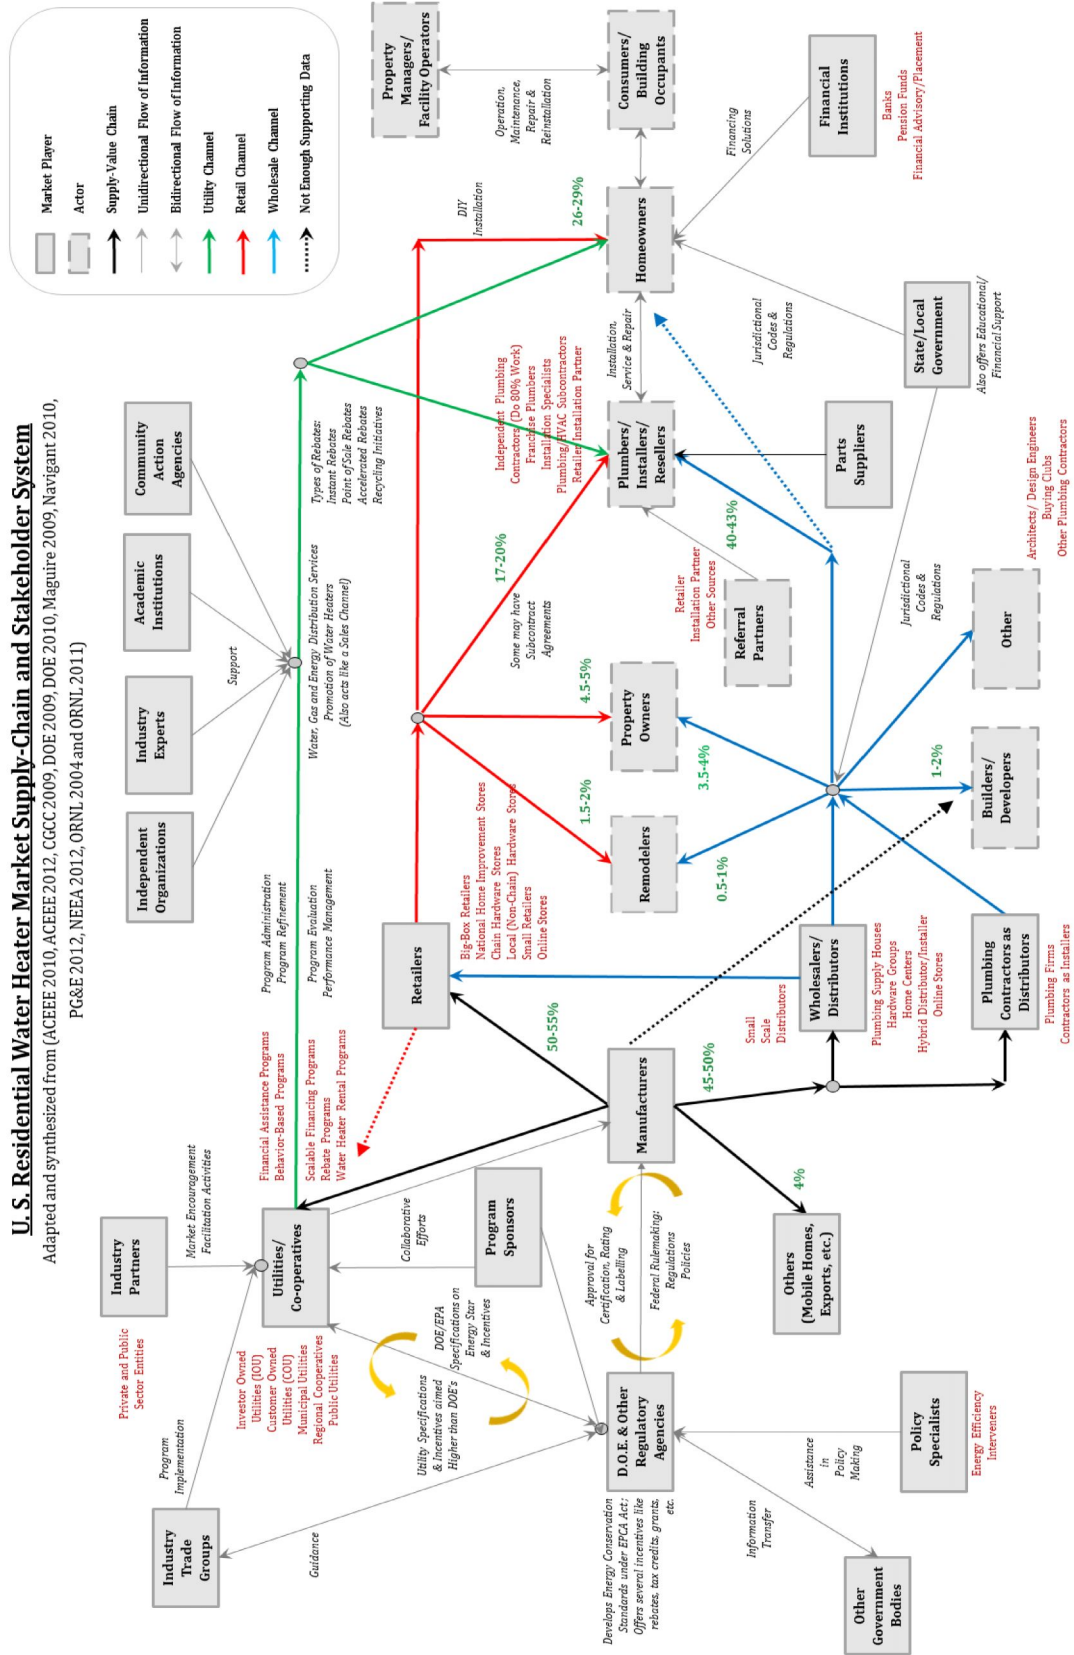 U. S. Residential Water Heater Market Supply-Chain and Stakeholder System
Adapted and synthesized from (ACEEE 2010, ACEEE2012, CGCC 2009, DOE 2009, DOE 2010, Maguire 2009, Navigant 2010,
PG&E 2012, NEEA 2012, ORNL 2004 and ORNL 2011)
Market Player
Actor
Supply-Value Chain
Unidirectional Flow of Information
Bidirectional Flow of Information
Utility Channel
Retail Channel
Wholesale Channel
Not Enough Supporting Data
Industry
Trade
Groups
Program
Implementation
Guidance
Private and Public
Sector Entities
Industry
Partners
Market Encouragement
Facilitation Activities
Investor Owned
Utilities (IOU)
Customer Owned
Utilities (COU)
Municipal Utilities
Regional Cooperatives
Public Utilities
Utilities/
Co-operatives
Financial Assistance Programs
Behavior-Based Programs
Scalable Financing Programs
Rebate Programs
Water Heater Rental Programs
Program Administration
Program Refinement
Program Evaluation
Performance Management
Independent
Organizations
Industry
Experts
Academic
Institutions
Community
Action
Agencies
Support
Water, Gas and Energy Distribution Services
Promotion of Water Heaters
(Also acts like a Sales Channel)
Types of Rebates:
Instant Rebates
Point of Sale Rebates
Accelerated Rebates
Recycling Initiatives
Utility Specifications
& Incentives aimed
Higher than DOE's
DOE/EPA
Specifications on
Energy Star
& Incentives
Collaborative
Efforts
Program
Sponsors
Retailers
Big-Box Retailers
National Home Improvement Stores
Chain Hardware Stores
Local (Non-Chain) Hardware Stores
Small Retailers
Online Stores
50-55%
1.5-2%
4.5-5%
Some may have
Subcontract
Agreements
17-20%
DIY
Installation
26-29%
Independent Plumbing
Contractors (Do 80% Work)
Franchise Plumbers
Installation Specialists
Plumbing/HVAC Subcontractors
Retailer Installation Partner
Operation,
Maintenance,
Repair &
Reinstallation
Property
Managers/
Facility Operators
Develops Energy Conservation
Standards under EPCA Act;
Offers several incentives like
rebates, tax credits, grants,
etc.
D.O.E. & Other
Regulatory
Agencies
Approval for
Certification, Rating
& Labelling
Federal Rulemaking:
Regulations
Policies
Manufacturers
Remodelers
Property
Owners
Plumbers/
Installers/
Resellers
Installation,
Service & Repair
Homeowners
Consumers/
Building
Occupants
45-50%
4%
Others
(Mobile Homes,
Exports, etc.)
Small
Scale
Distributors
0.5-1%
3.5-4%
Retailer
Installation Partner
Other Sources
Referral
Partners
40-43%
Jurisdictional
Codes &
Regulations
Financing
Solutions
Information
Transfer
Assistance
in
Policy
Making
Other
Government
Bodies
Policy
Specialists
Energy Efficiency
Interveners
Wholesalers/
Distributors
Plumbing Supply Houses
Hardware Groups
Home Centers
Hybrid Distributor/Installer
Online Stores
Plumbing
Contractors as
Distributors
Plumbing Firms
Contractors as Installers
1-2%
Builders/
Developers
Other
Architects/ Design Engineers
Buying Clubs
Other Plumbing Contractors
Jurisdictional
Codes &
Regulations
Parts
Suppliers
State/Local
Government
Also offers Educational/
Financial Support
Financial
Institutions
Banks
Pension Funds
Financial Advisory/Placement